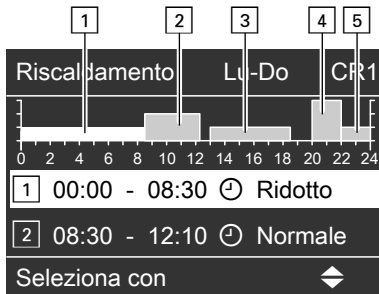 1 2 3 4 5
Riscaldamento Lu-Do CR1
0 2 4 6 8 10 12 14 16 18 20 22 24
1 00:00 - 08:30 Ridotto
2 08:30 - 12:10 Normale
Seleziona con